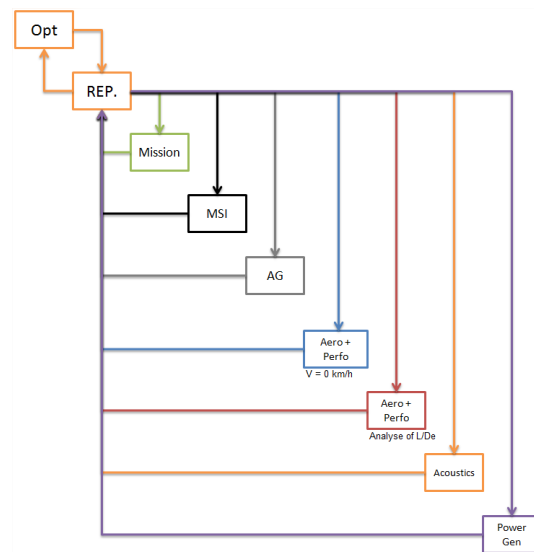 Opt
REP.
Mission
MSI
AG
Aero +
Perfo
V = 0 km/h
Aero +
Perfo
Analyse of L/De
Acoustics
Power
Gen